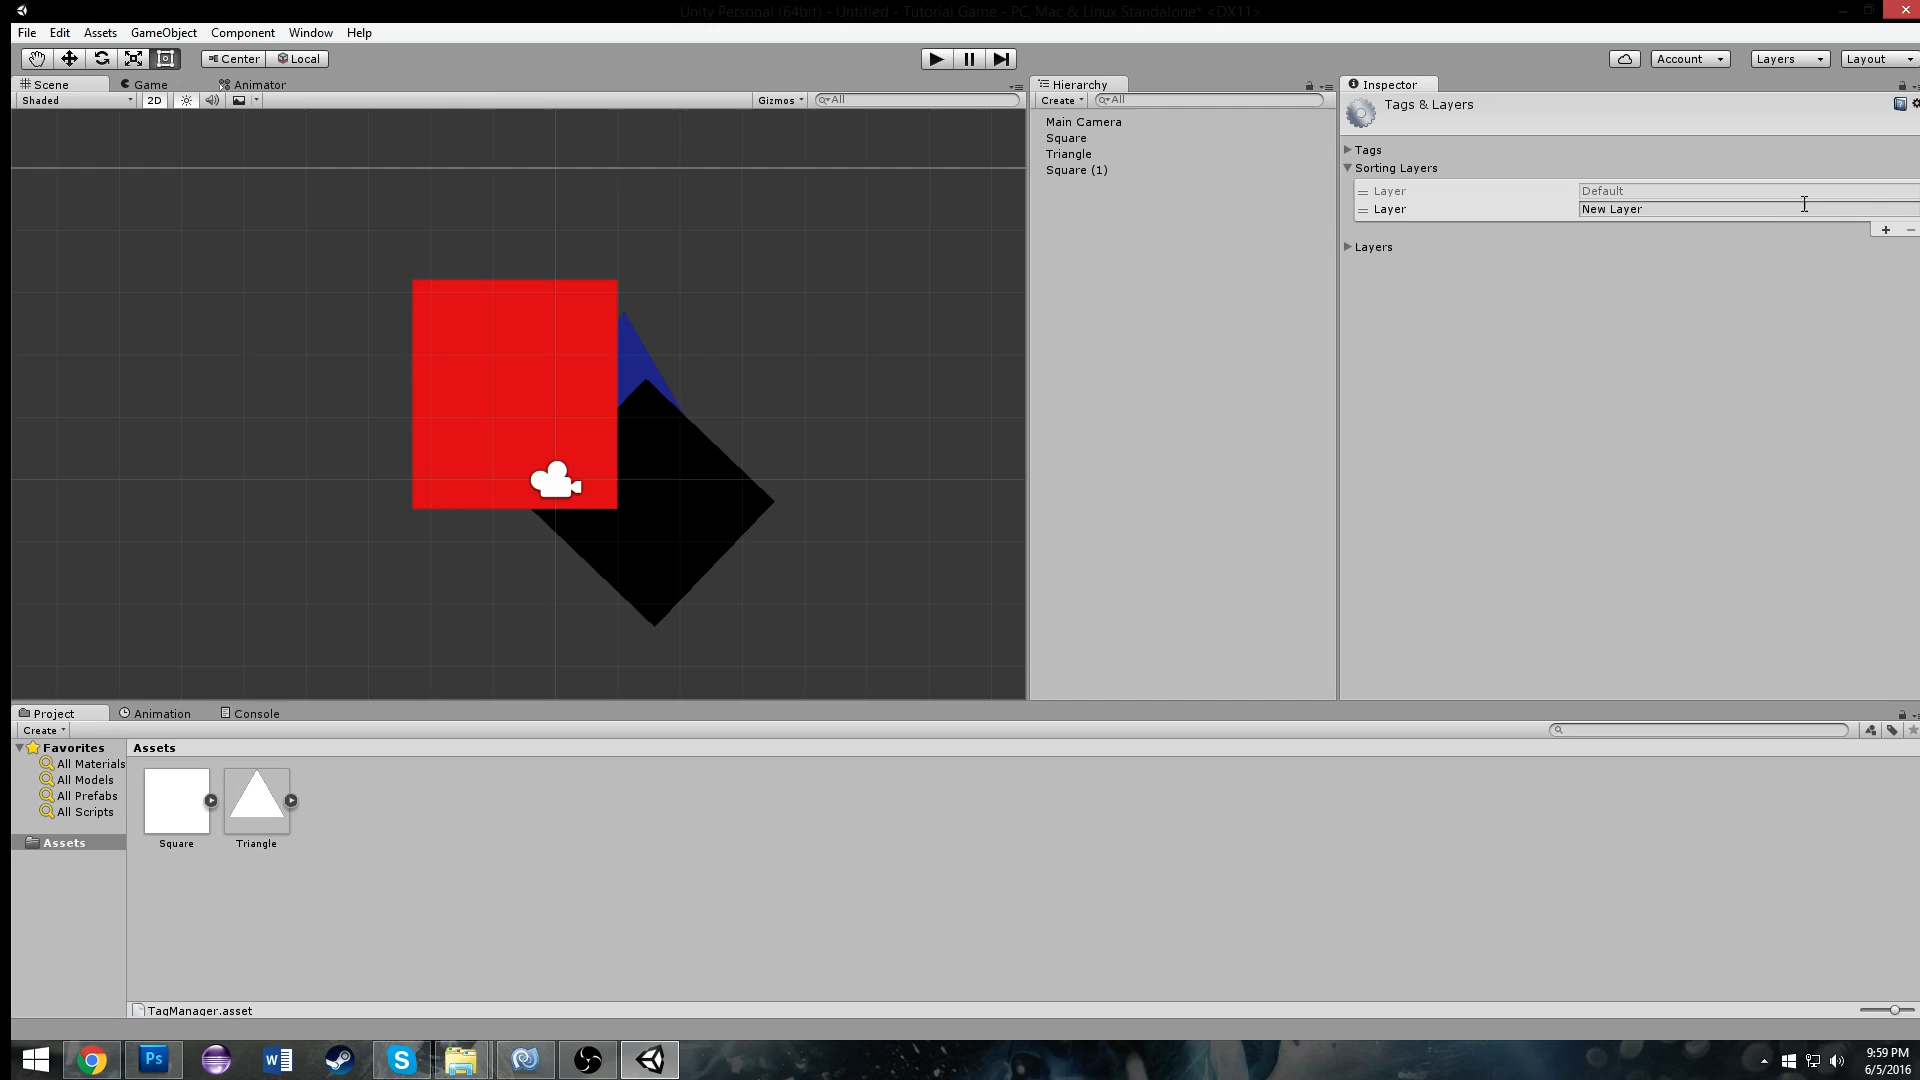 Unity Personal (64bit) - Untitled - Tutorial Game - PC, Mac & Linux Standalone* <DX11>
File Edit Assets GameObject Component Window Help
Center Local Account Layers Layout
Scene Game Animator
Shaded 2D Gizmos All
Hierarchy
Create All
Main Camera
Square
Triangle
Square (1)
Inspector
Tags & Layers
Tags
Sorting Layers
Layer Default
Layer New Layer
+ −
Layers
Project Animation Console
Create
Favorites
All Materials
All Models
All Prefabs
All Scripts
Assets
Assets
Square Triangle
TagManager.asset
Ps
W
S
9:59 PM
6/5/2016